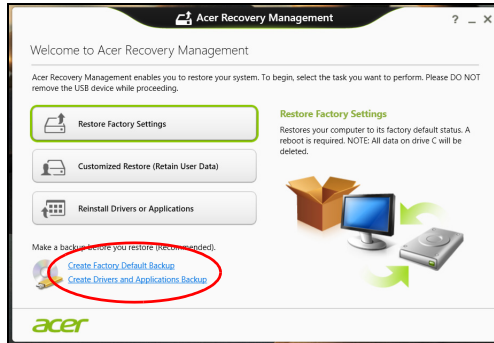 Acer Recovery Management
? _ X
Welcome to Acer Recovery Management
Acer Recovery Management enables you to restore your system. To begin, select the task you want to perform. Please DO NOT
remove the USB device while proceeding.
Restore Factory Settings
Customized Restore (Retain User Data)
Reinstall Drivers or Applications
Restore Factory Settings
Restores your computer to its factory default status. A
reboot is required. NOTE: All data on drive C will be
deleted.
Make a backup before you restore (Recommended).
Create Factory Default Backup
Create Drivers and Applications Backup
acer